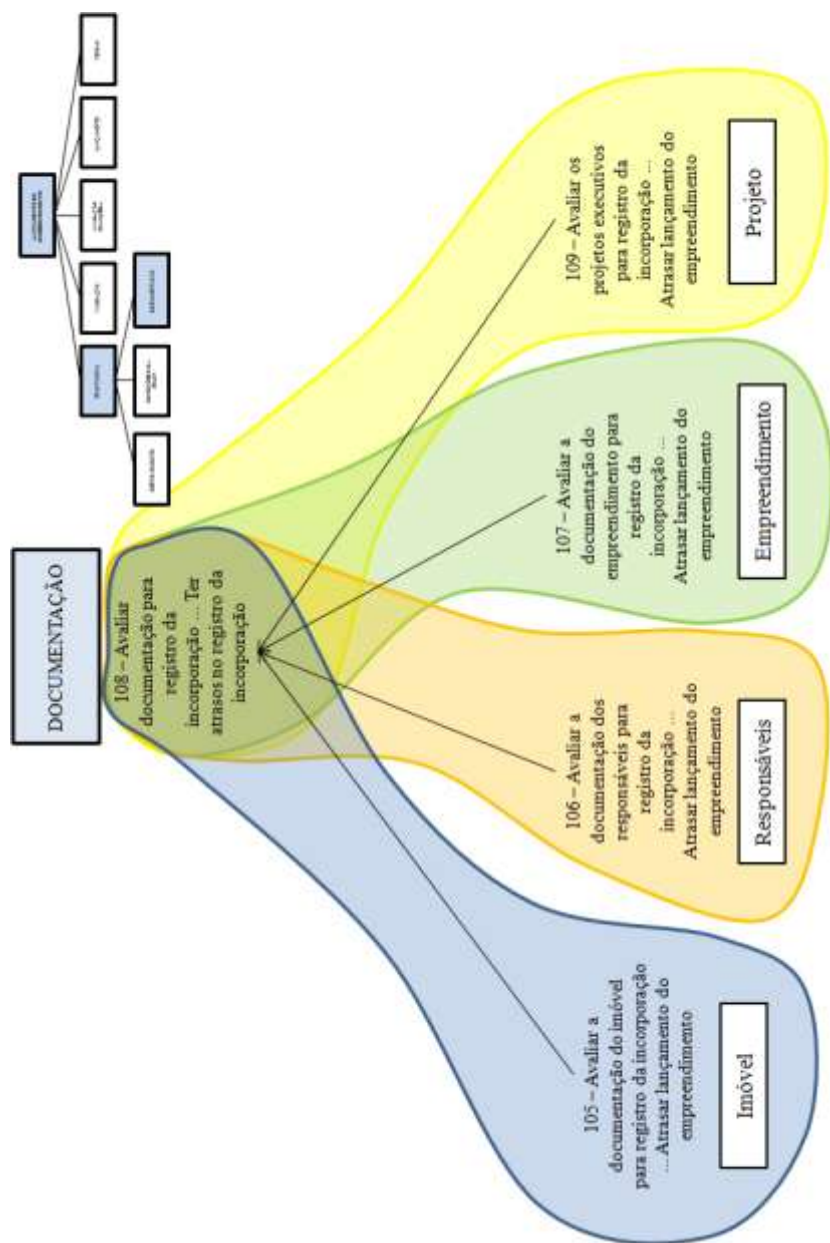 DOCUMENTAÇÃO
108 – Avaliar
documentação para
registro da
incorporação ... Ter
atrasos no registro da
incorporação
105 – Avaliar a
documentação do imóvel
para registro da incorporação
...Atrasar lançamento do
empreendimento
Imóvel
106 – Avaliar a
documentação dos
responsáveis para
registro da
incorporação ...
Atrasar lançamento do
empreendimento
Responsáveis
107 – Avaliar a
documentação do
empreendimento para
registro da
incorporação ...
Atrasar lançamento do
empreendimento
Empreendimento
109 – Avaliar os
projetos executivos
para registro da
incorporação ...
Atrasar lançamento do
empreendimento
Projeto